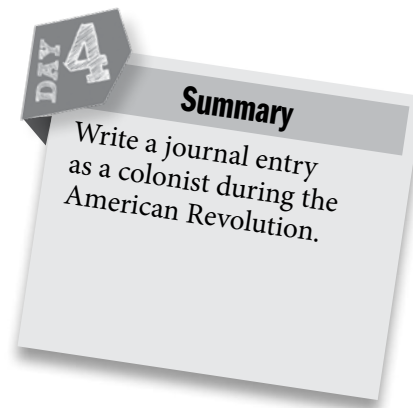 DAY 4
Summary
Write a journal entry
as a colonist during the
American Revolution.